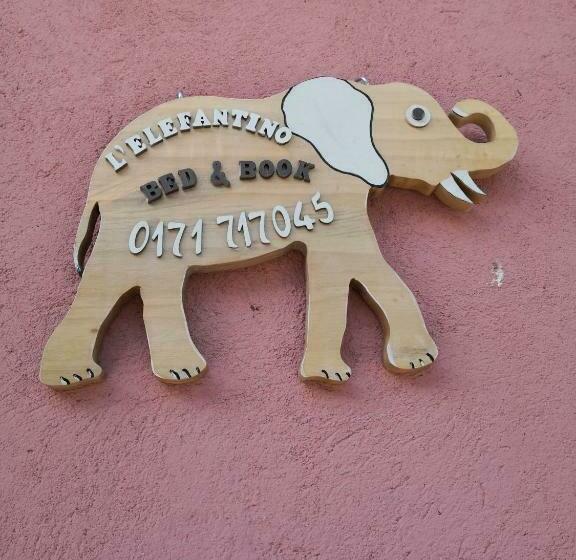 L'ELEFANTINO
BED & BOOK
0171 717045